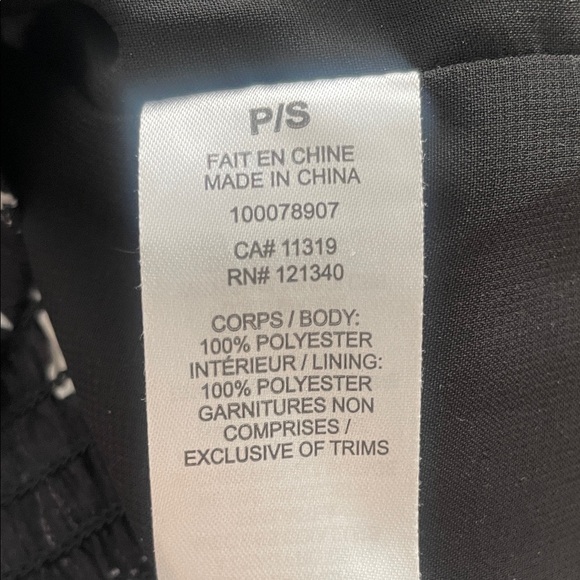 P/S
FAIT EN CHINE
MADE IN CHINA
100078907
CA# 11319
RN# 121340
CORPS / BODY:
100% POLYESTER
INTÉRIEUR / LINING:
100% POLYESTER
GARNITURES NON
COMPRISES /
EXCLUSIVE OF TRIMS